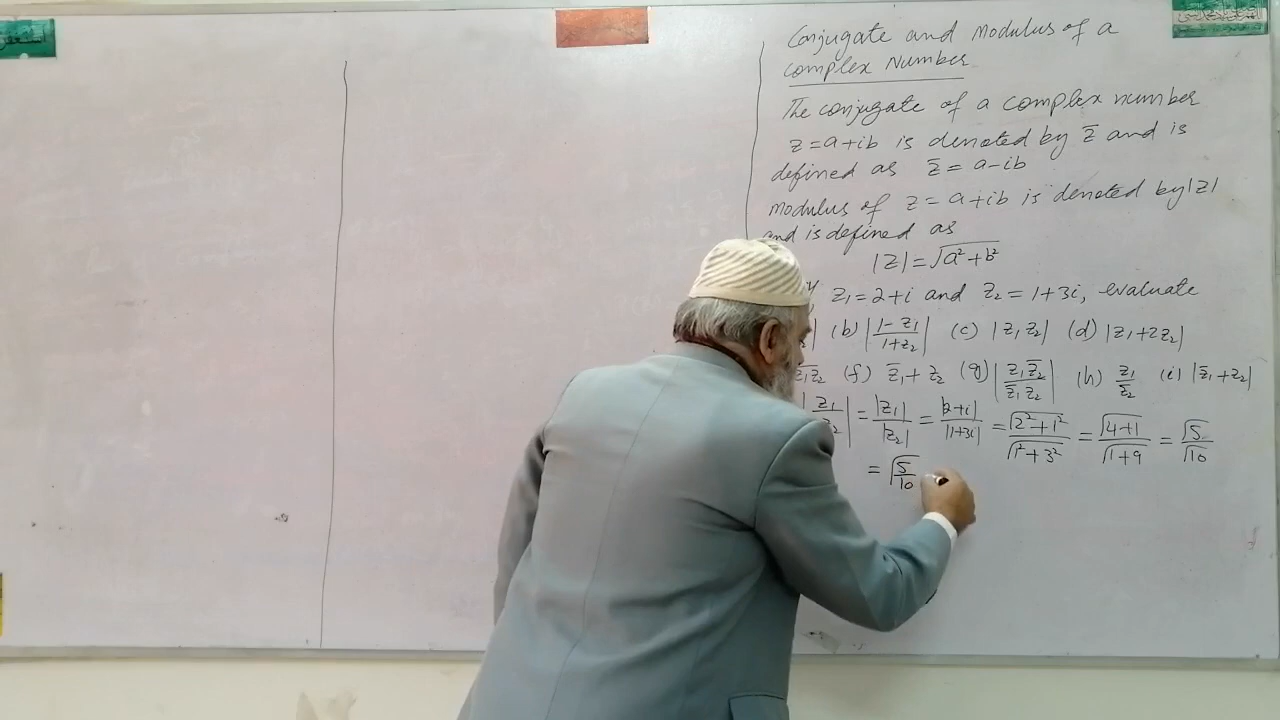 Conjugate and Modulus of a
Complex Number
The conjugate of a complex number
z = a+ib is denoted by z̄ and is
defined as z̄ = a-ib
Modulus of z = a+ib is denoted by |z|
and is defined as
|z| = √(a²+b²)
z₁ = 2+i and z₂ = 1+3i, evaluate
(b) |(1-z₁)/(1+z₂)| (c) |z₁z₂| (d) |z₁+2z₂|
(f) z̄₁+z₂ (g) |(z₁z̄₂)/(z̄₁z₂)| (h) z₁/z̄₂ (i) |z̄₁+z₂|
= |z₁|/|z₂| = |2+i|/|1+3i| = √(2²+1²)/√(1²+3²) = √(4+1)/√(1+9) = √5/√10
= √(5/10)